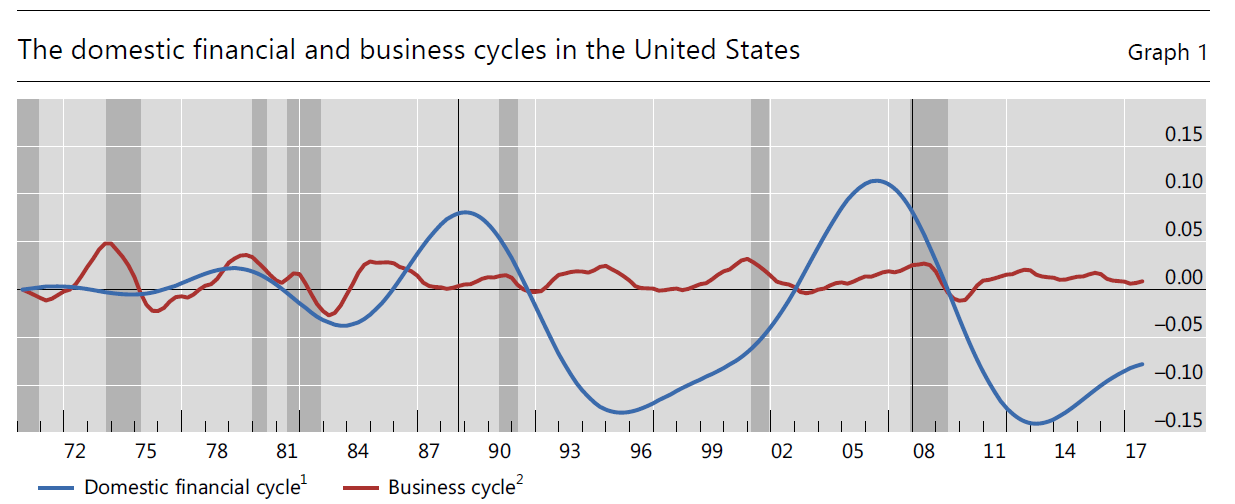 The domestic financial and business cycles in the United States
Graph 1
0.15
0.10
0.05
0.00
–0.05
–0.10
–0.15
72 75 78 81 84 87 90 93 96 99 02 05 08 11 14 17
Domestic financial cycle1 Business cycle2